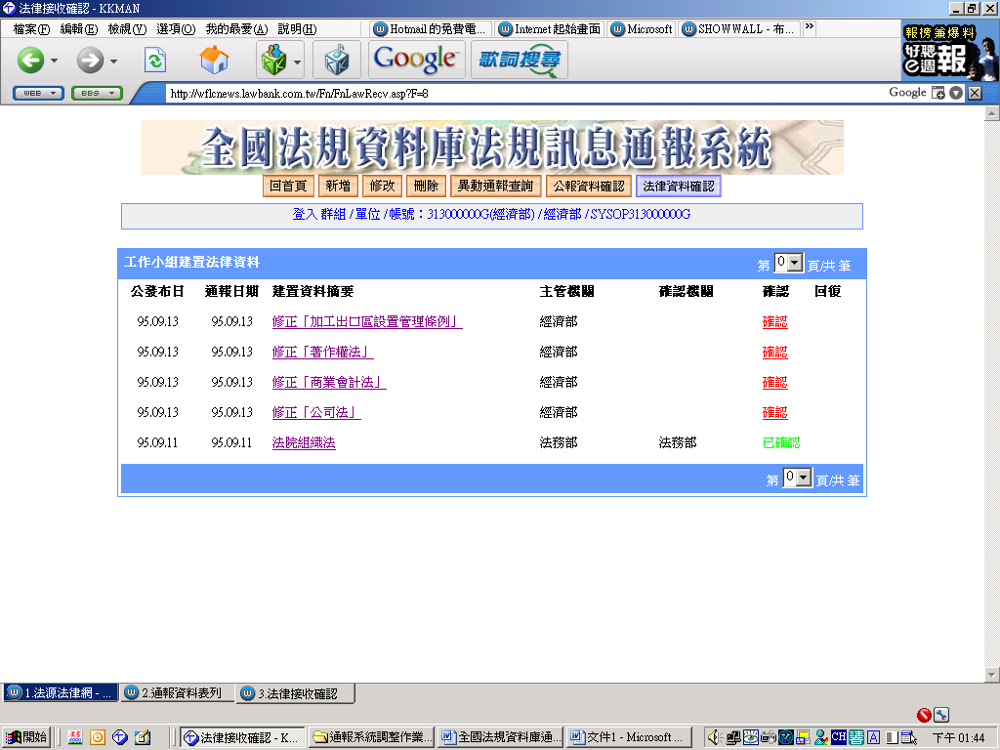 法律接收確認 - KKMAN
檔案(F) 編輯(E) 檢視(V) 選項(O) 我的最愛(A) 說明(H) Hotmail 的免費電... Internet 起始畫面 Microsoft SHOWWALL - 布... »
報榜兼爆料
好聽e週報
Google 歌詞搜尋
WEB BBS http://wflcnews.lawbank.com.tw/Fn/FnLawRecv.asp?F=8 Google
全國法規資料庫法規訊息通報系統
回首頁 新增 修改 刪除 異動通報查詢 公報資料確認 法律資料確認
登入 群組 / 單位 / 帳號：313000000G(經濟部) / 經濟部 / SYSOP313000000G
工作小組建置法律資料 第 0 頁/共 筆
公發布日 通報日期 建置資料摘要 主管機關 確認機關 確認 回復
95.09.13 95.09.13 修正「加工出口區設置管理條例」 經濟部 確認
95.09.13 95.09.13 修正「著作權法」 經濟部 確認
95.09.13 95.09.13 修正「商業會計法」 經濟部 確認
95.09.13 95.09.13 修正「公司法」 經濟部 確認
95.09.11 95.09.11 法院組織法 法務部 法務部 已確認
第 0 頁/共 筆
1.法源法律網 - ... 2.通報資料表列 3.法律接收確認
開始 法律接收確認 - K... 通報系統調整作業... 全國法規資料庫通... 文件1 - Microsoft ... CH A 下午 01:44